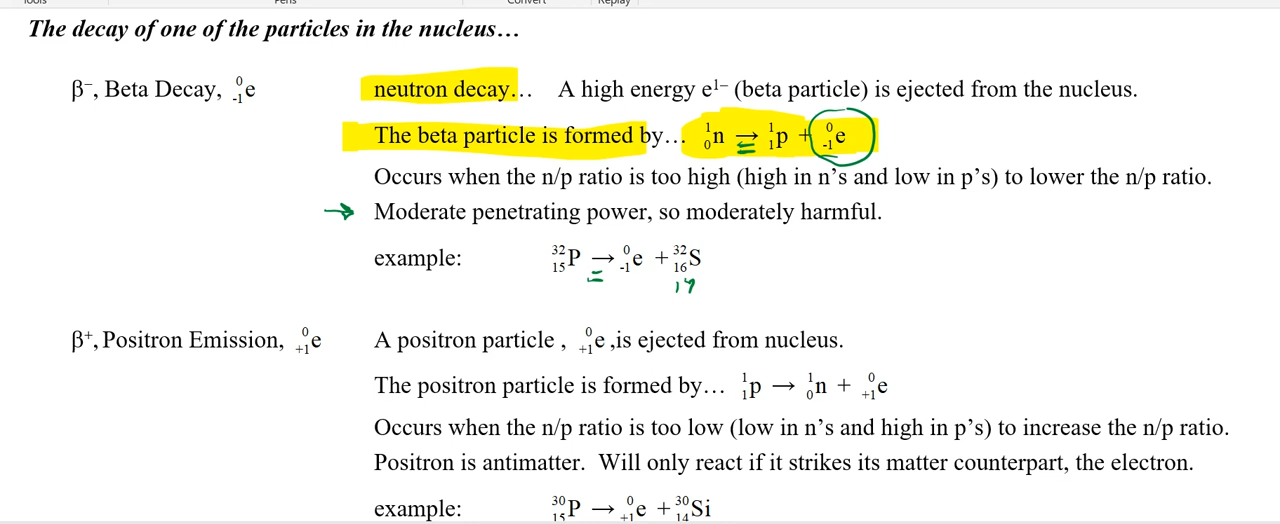 Tools Pens Convert Replay
The decay of one of the particles in the nucleus…
β⁻, Beta Decay, ⁰₋₁e neutron decay… A high energy e¹⁻ (beta particle) is ejected from the nucleus.
The beta particle is formed by… ¹₀n → ¹₁p + ⁰₋₁e
Occurs when the n/p ratio is too high (high in n’s and low in p’s) to lower the n/p ratio.
→ Moderate penetrating power, so moderately harmful.
example: ³²₁₅P → ⁰₋₁e + ³²₁₆S
=
β⁺, Positron Emission, ⁰₊₁e A positron particle , ⁰₊₁e ,is ejected from nucleus.
The positron particle is formed by… ¹₁p → ¹₀n + ⁰₊₁e
Occurs when the n/p ratio is too low (low in n’s and high in p’s) to increase the n/p ratio.
Positron is antimatter. Will only react if it strikes its matter counterpart, the electron.
example: ³⁰₁₅P → ⁰₊₁e + ³⁰₁₄Si